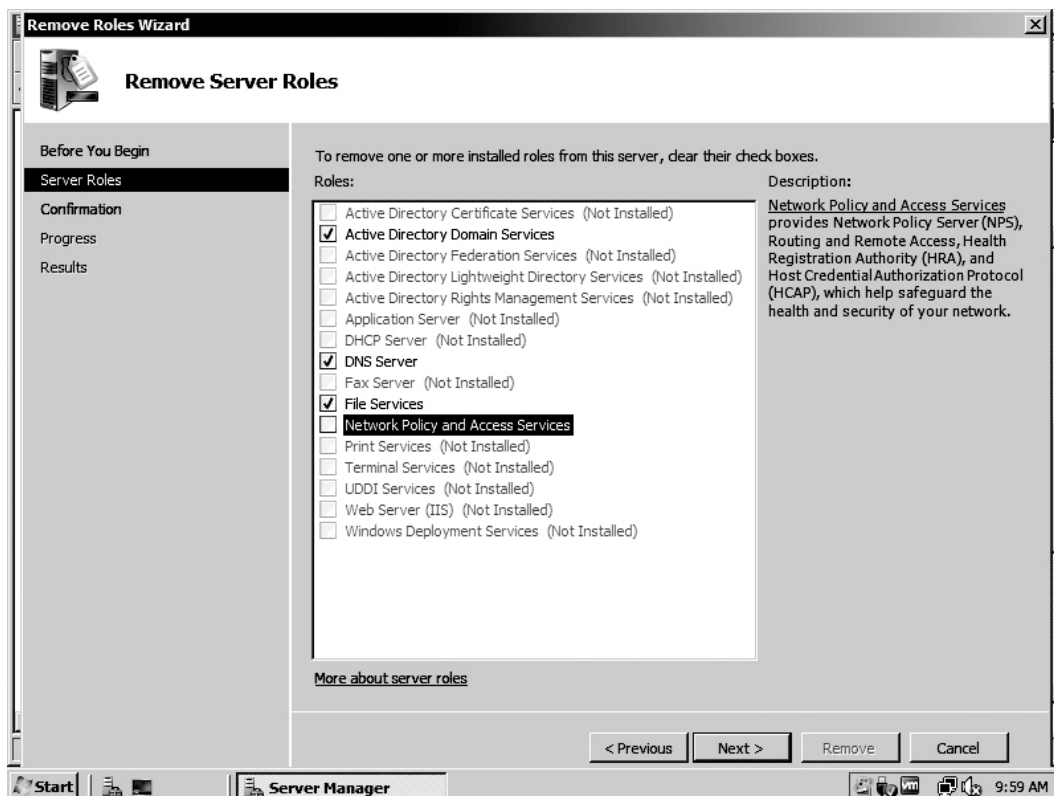 Remove Roles Wizard
Remove Server Roles
Before You Begin
Server Roles
Confirmation
Progress
Results
To remove one or more installed roles from this server, clear their check boxes.
Roles:
Active Directory Certificate Services (Not Installed)
Active Directory Domain Services
Active Directory Federation Services (Not Installed)
Active Directory Lightweight Directory Services (Not Installed)
Active Directory Rights Management Services (Not Installed)
Application Server (Not Installed)
DHCP Server (Not Installed)
DNS Server
Fax Server (Not Installed)
File Services
Network Policy and Access Services
Print Services (Not Installed)
Terminal Services (Not Installed)
UDDI Services (Not Installed)
Web Server (IIS) (Not Installed)
Windows Deployment Services (Not Installed)
More about server roles
Description:
Network Policy and Access Services
provides Network Policy Server (NPS),
Routing and Remote Access, Health
Registration Authority (HRA), and
Host Credential Authorization Protocol
(HCAP), which help safeguard the
health and security of your network.
< Previous
Next >
Remove
Cancel
Start
Server Manager
vm
9:59 AM